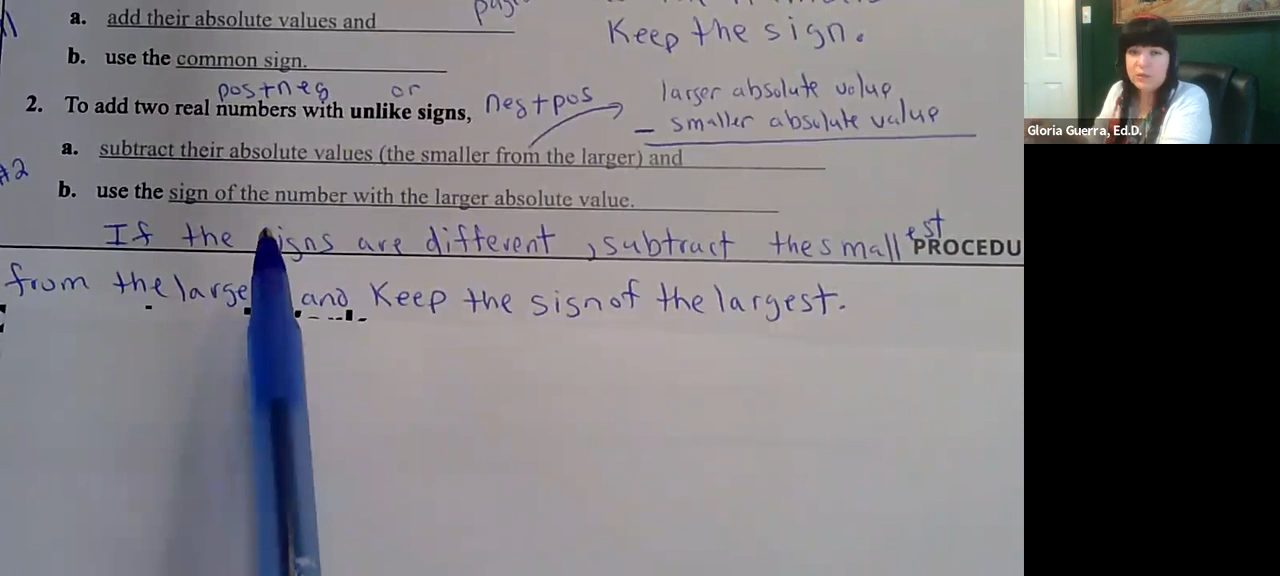 a. add their absolute values and
Keep the sign.
b. use the common sign.
pos+neg or
2. To add two real numbers with unlike signs, neg+pos
larger absolute value
- smaller absolute value
a. subtract their absolute values (the smaller from the larger) and
#2
b. use the sign of the number with the larger absolute value.
If the signs are different, subtract the smallest
PROCEDU
from the large and Keep the sign of the largest.
Gloria Guerra, Ed.D.